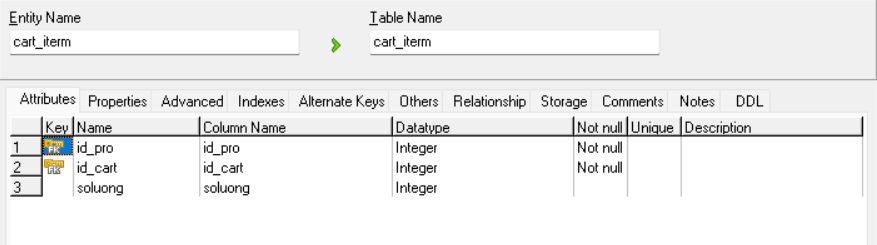 Entity Name Table Name
cart_iterm cart_iterm
Attributes Properties Advanced Indexes Alternate Keys Others Relationship Storage Comments Notes DDL
Key Name Column Name Datatype Not null Unique Description
1 FK id_pro id_pro Integer Not null
2 FK id_cart id_cart Integer Not null
3 soluong soluong Integer